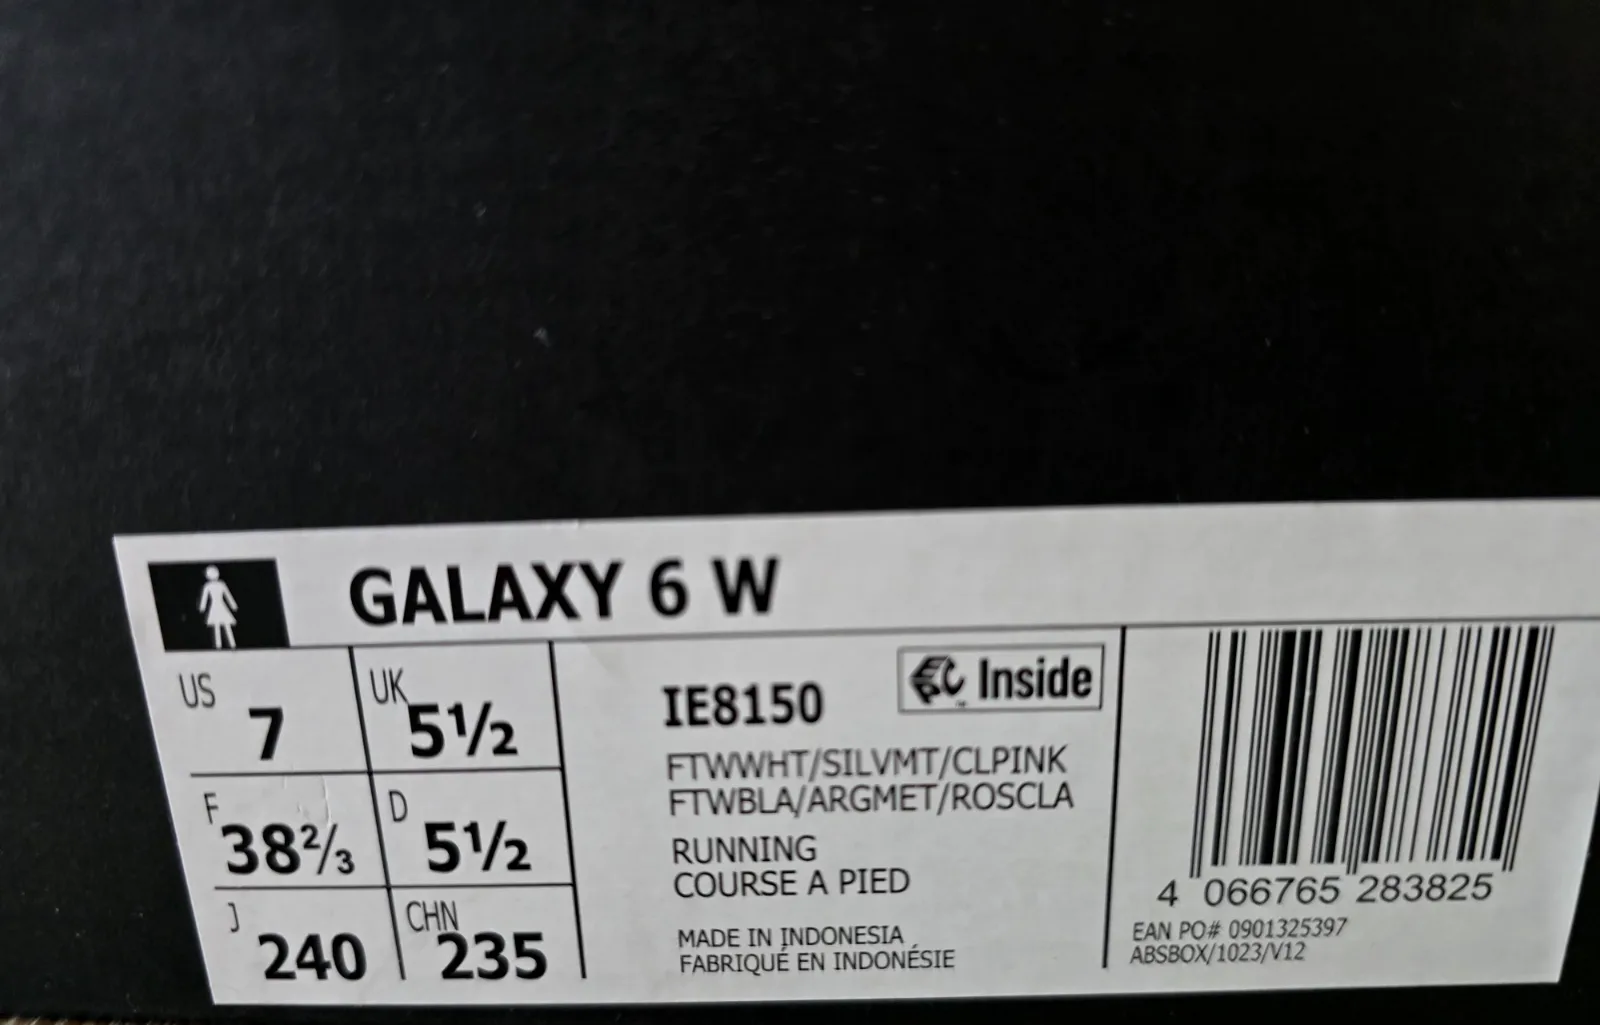 GALAXY 6 W
US 7
UK 5½
F 38⅔
D 5½
J 240
CHN 235
IE8150
Inside
FTWWHT/SILVMT/CLPINK
FTWBLA/ARGMET/ROSCLA
RUNNING
COURSE A PIED
MADE IN INDONESIA
FABRIQUÉ EN INDONÉSIE
4 066765 283825
EAN PO# 0901325397
ABSBOX/1023/V12